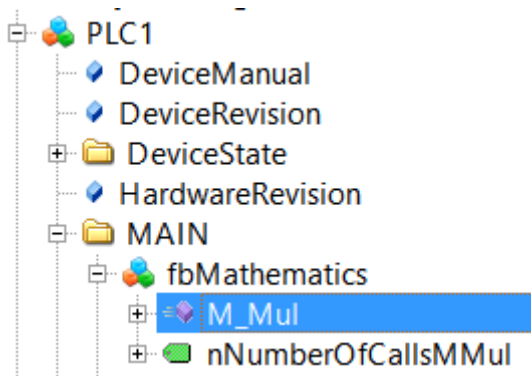 PLC1
DeviceManual
DeviceRevision
DeviceState
HardwareRevision
MAIN
fbMathematics
M_Mul
nNumberOfCallsMMul